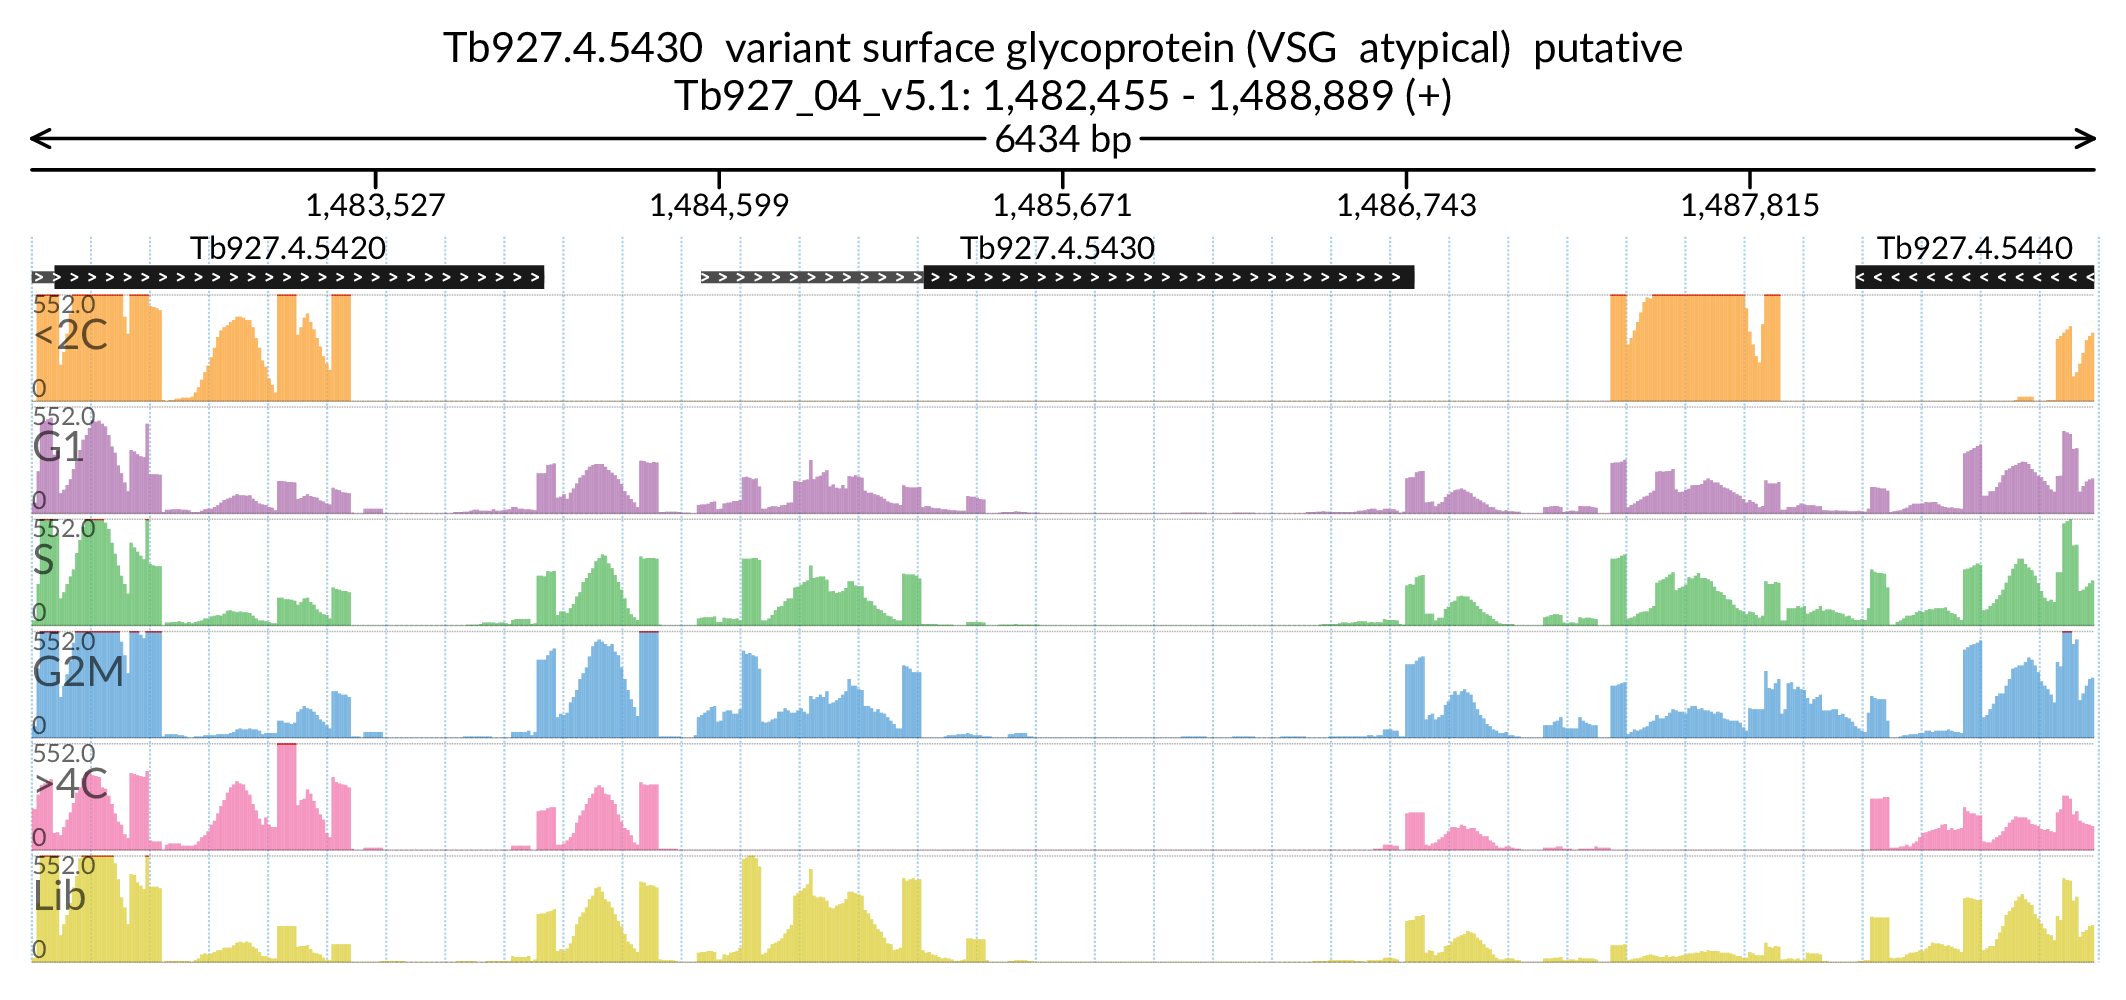 Tb927.4.5430  variant surface glycoprotein (VSG  atypical)  putative
Tb927_04_v5.1: 1,482,455 - 1,488,889 (+)
6434 bp
1,483,527 1,484,599 1,485,671 1,486,743 1,487,815
Tb927.4.5420 Tb927.4.5430 Tb927.4.5440
552.0
<2C
0
552.0
G1
0
552.0
S
0
552.0
G2M
0
552.0
>4C
0
552.0
Lib
0